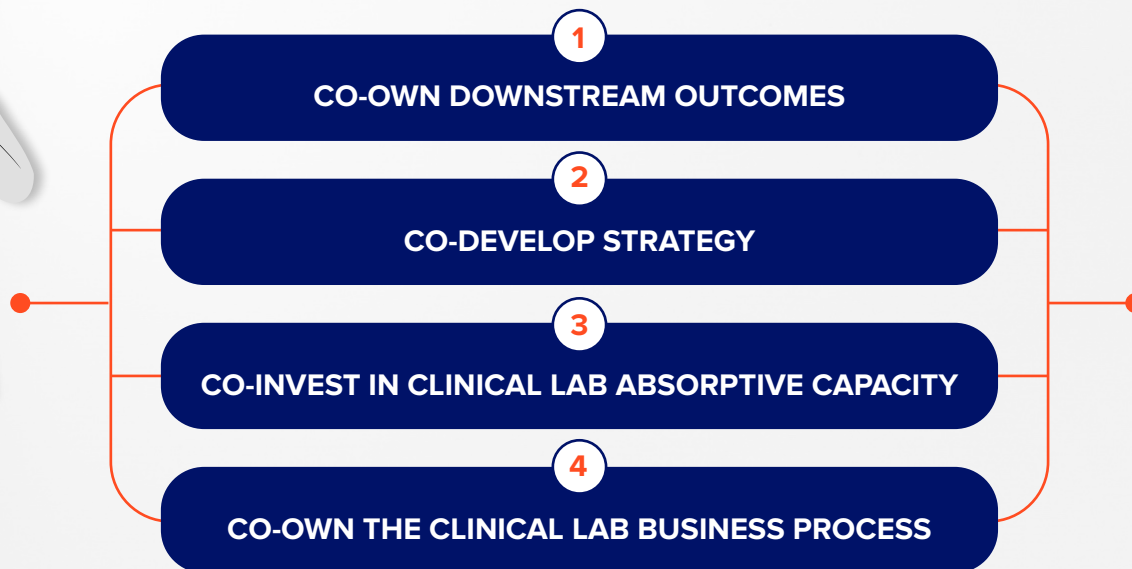 1
CO-OWN DOWNSTREAM OUTCOMES
2
CO-DEVELOP STRATEGY
3
CO-INVEST IN CLINICAL LAB ABSORPTIVE CAPACITY
4
CO-OWN THE CLINICAL LAB BUSINESS PROCESS